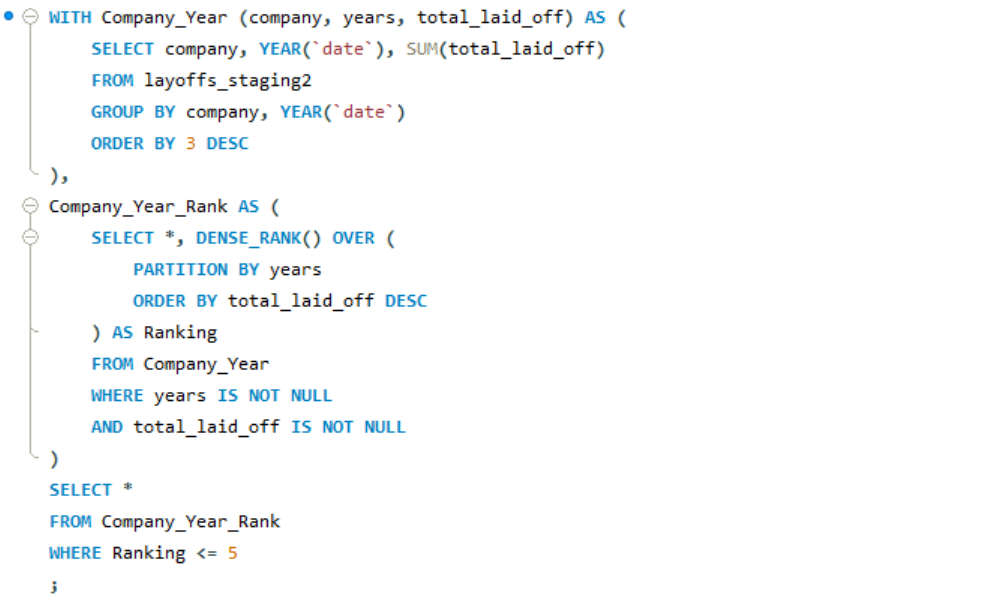 WITH Company_Year (company, years, total_laid_off) AS (
    SELECT company, YEAR(`date`), SUM(total_laid_off)
    FROM layoffs_staging2
    GROUP BY company, YEAR(`date`)
    ORDER BY 3 DESC
),
Company_Year_Rank AS (
    SELECT *, DENSE_RANK() OVER (
        PARTITION BY years
        ORDER BY total_laid_off DESC
    ) AS Ranking
    FROM Company_Year
    WHERE years IS NOT NULL
    AND total_laid_off IS NOT NULL
)
SELECT *
FROM Company_Year_Rank
WHERE Ranking <= 5
;